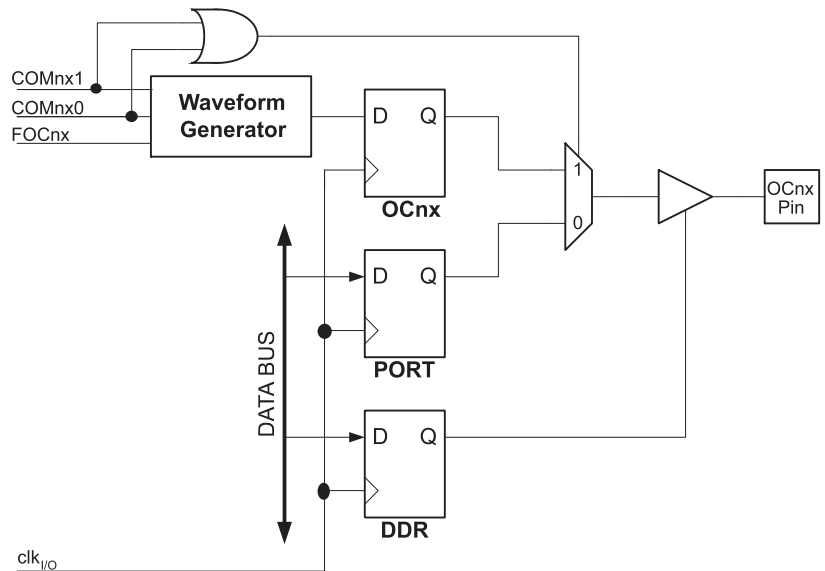 COMnx1
COMnx0
FOCnx
Waveform
Generator
D Q
OCnx
1
0
OCnx
Pin
D Q
PORT
DATA BUS
D Q
DDR
clkI/O